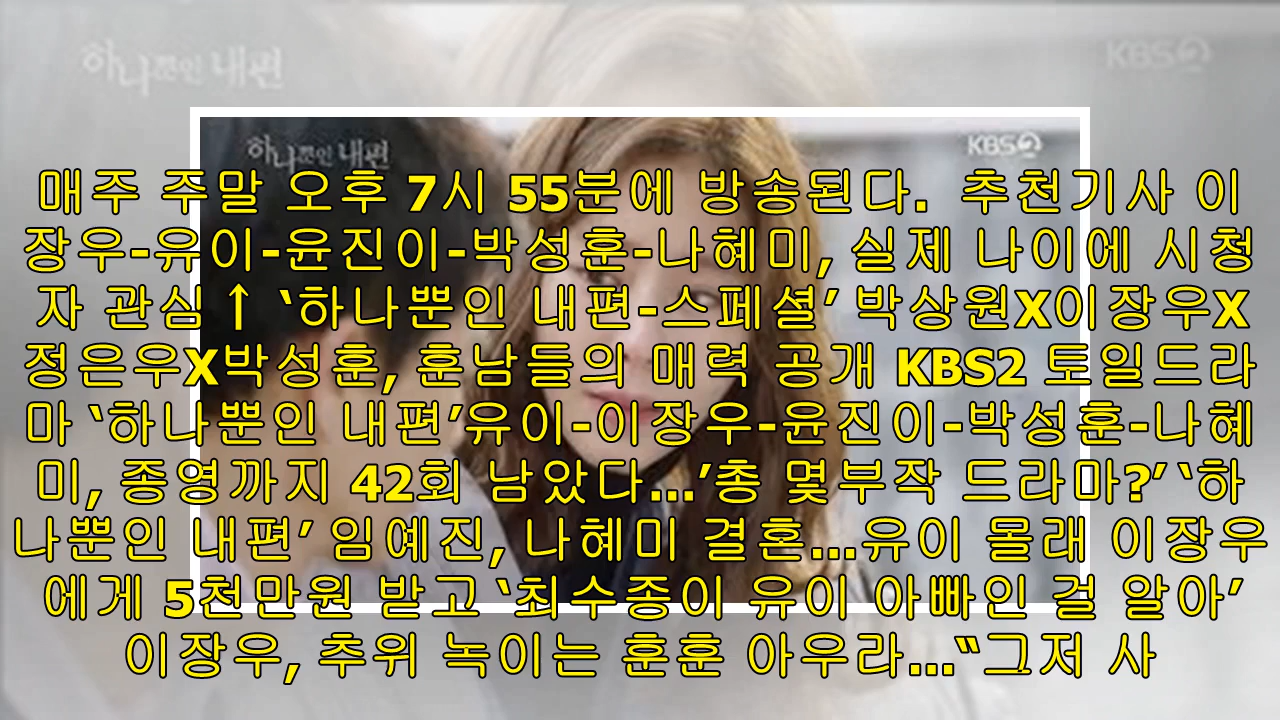 하나뿐인 내편
KBS2
하나뿐인 내편
KBS2
매주 주말 오후 7시 55분에 방송된다. 추천기사 이
장우-유이-윤진이-박성훈-나혜미, 실제 나이에 시청
자 관심↑ ‘하나뿐인 내편-스페셜’ 박상원X이장우X
정은우X박성훈, 훈남들의 매력 공개 KBS2 토일드라
마 ‘하나뿐인 내편’유이-이장우-윤진이-박성훈-나혜
미, 종영까지 42회 남았다…’총 몇부작 드라마?’ ‘하
나뿐인 내편’ 임예진, 나혜미 결혼…유이 몰래 이장우
에게 5천만원 받고 ‘최수종이 유이 아빠인 걸 알아’
이장우, 추위 녹이는 훈훈 아우라…“그저 사